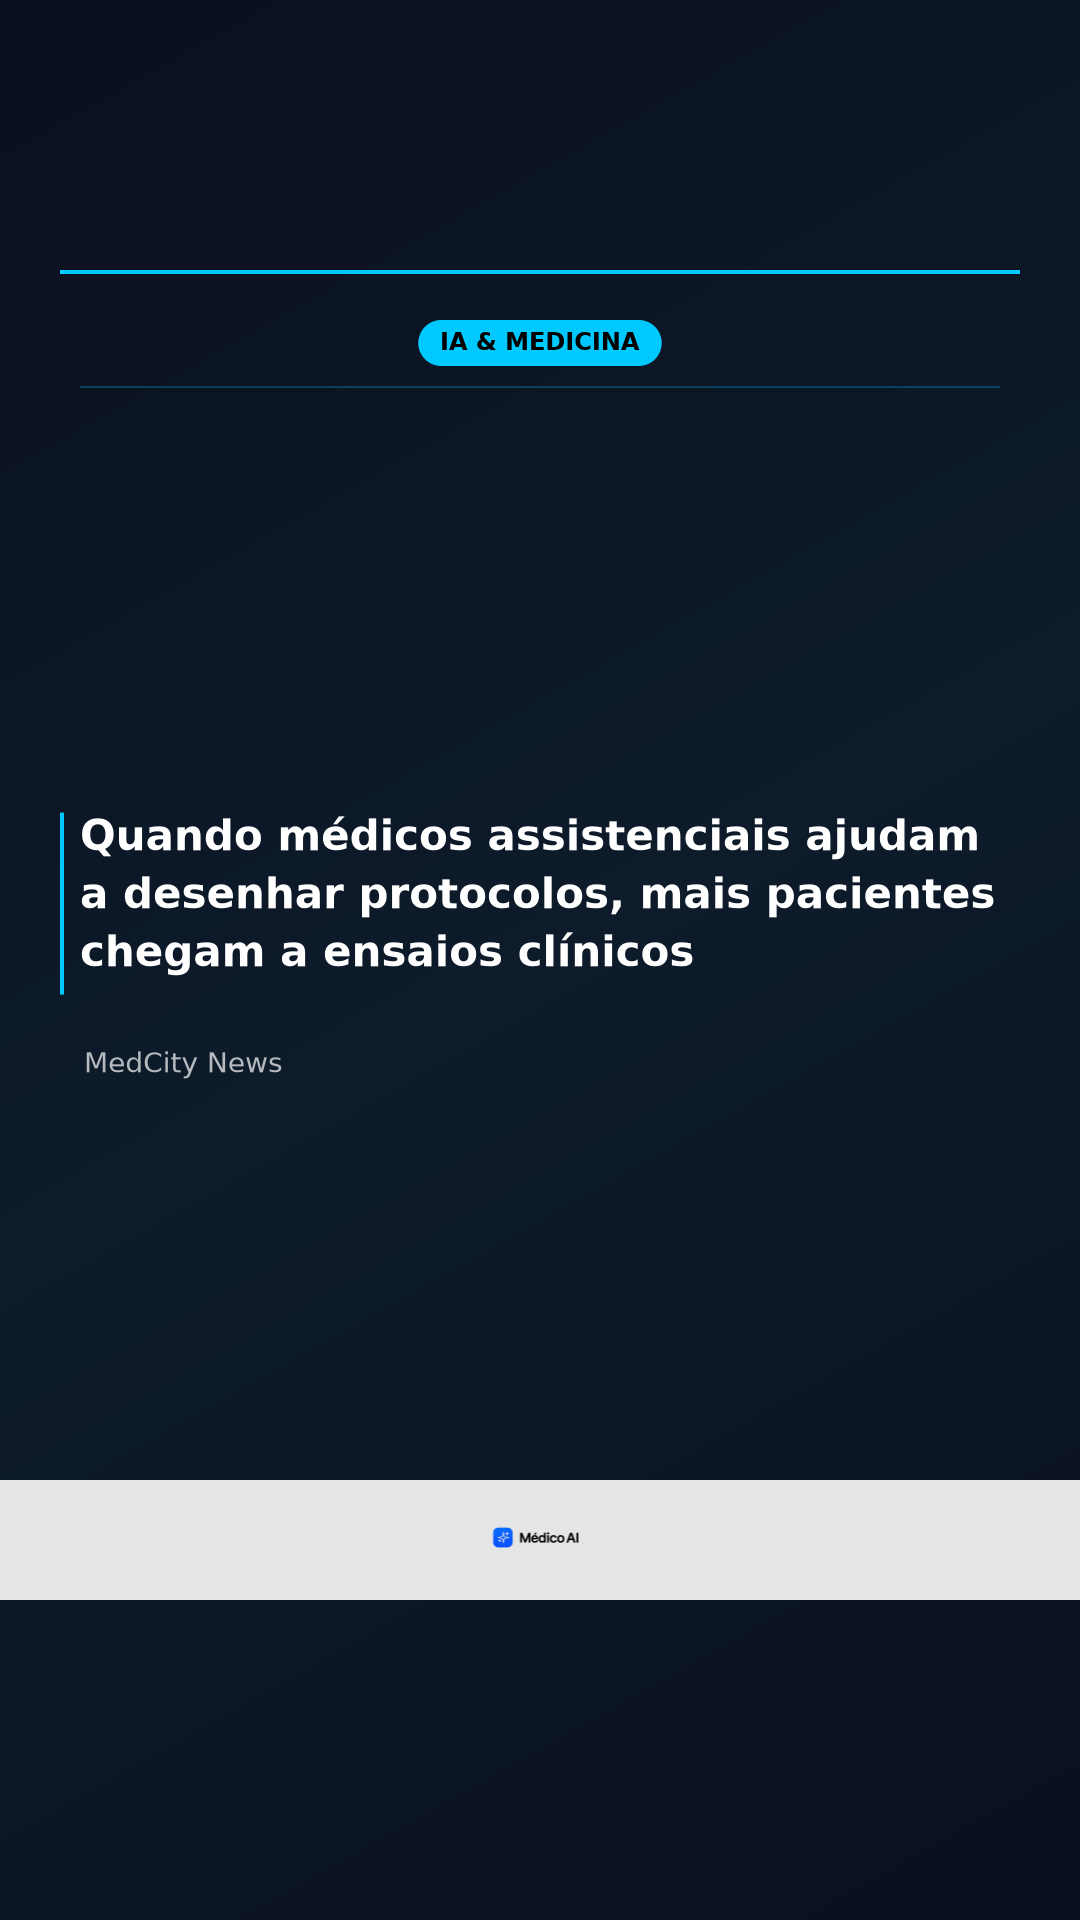 IA & MEDICINA
Quando médicos assistenciais ajudam
a desenhar protocolos, mais pacientes
chegam a ensaios clínicos
MedCity News
Médico AI